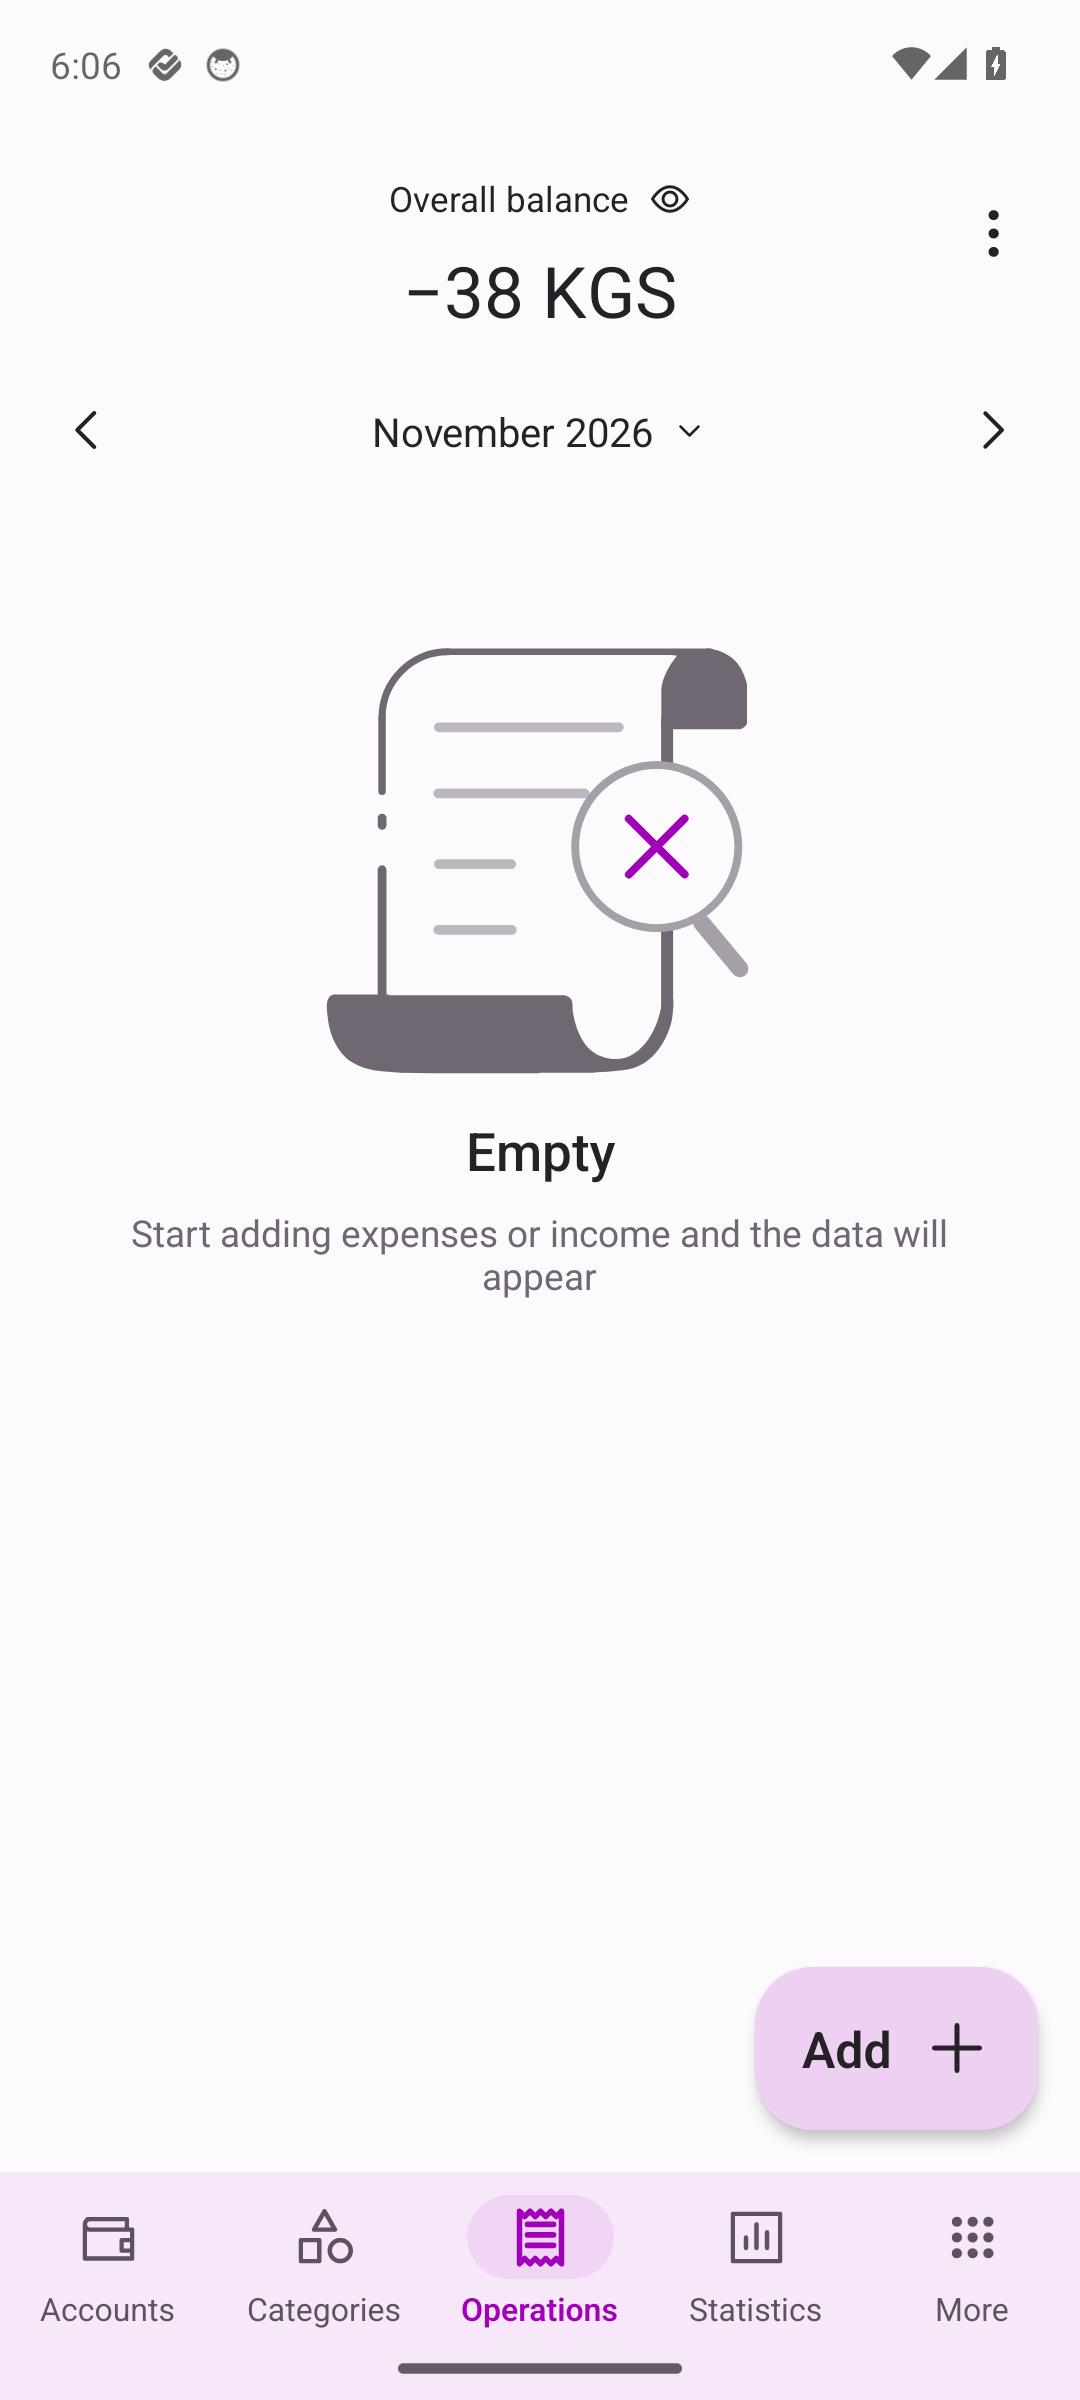 6:06
Overall balance
−38 KGS
November 2026
Empty
Start adding expenses or income and the data will
appear
Add
Accounts
Categories
Operations
Statistics
More